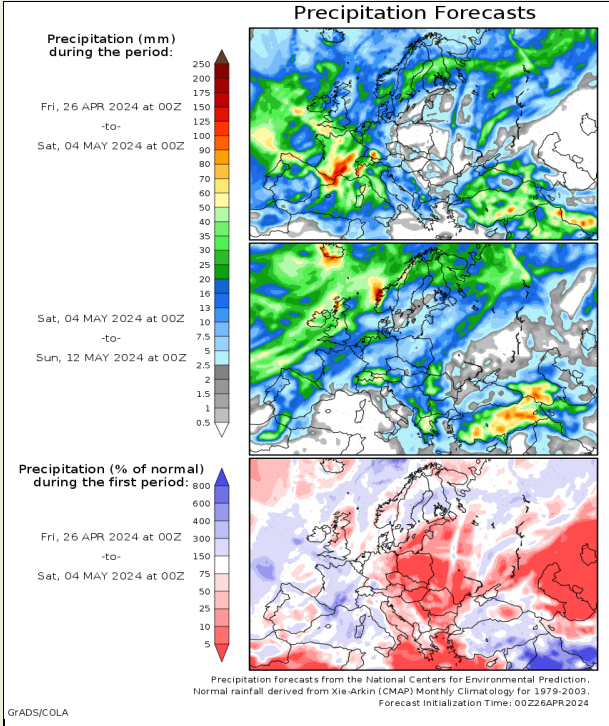 Precipitation Forecasts
Precipitation (mm)
during the period:
Fri, 26 APR 2024 at 00Z
-to-
Sat, 04 MAY 2024 at 00Z
250
200
175
150
125
100
90
80
70
60
50
40
35
30
25
20
16
13
10
7.5
5
2.5
2
1.5
1
0.5
Sat, 04 MAY 2024 at 00Z
-to-
Sun, 12 MAY 2024 at 00Z
Precipitation (% of normal)
during the first period:
Fri, 26 APR 2024 at 00Z
-to-
Sat, 04 MAY 2024 at 00Z
800
600
400
300
150
75
50
25
10
5
Precipitation forecasts from the National Centers for Environmental Prediction.
Normal rainfall derived from Xie-Arkin (CMAP) Monthly Climatology for 1979-2003.
Forecast Initialization Time: 00Z26APR2024
GrADS/COLA